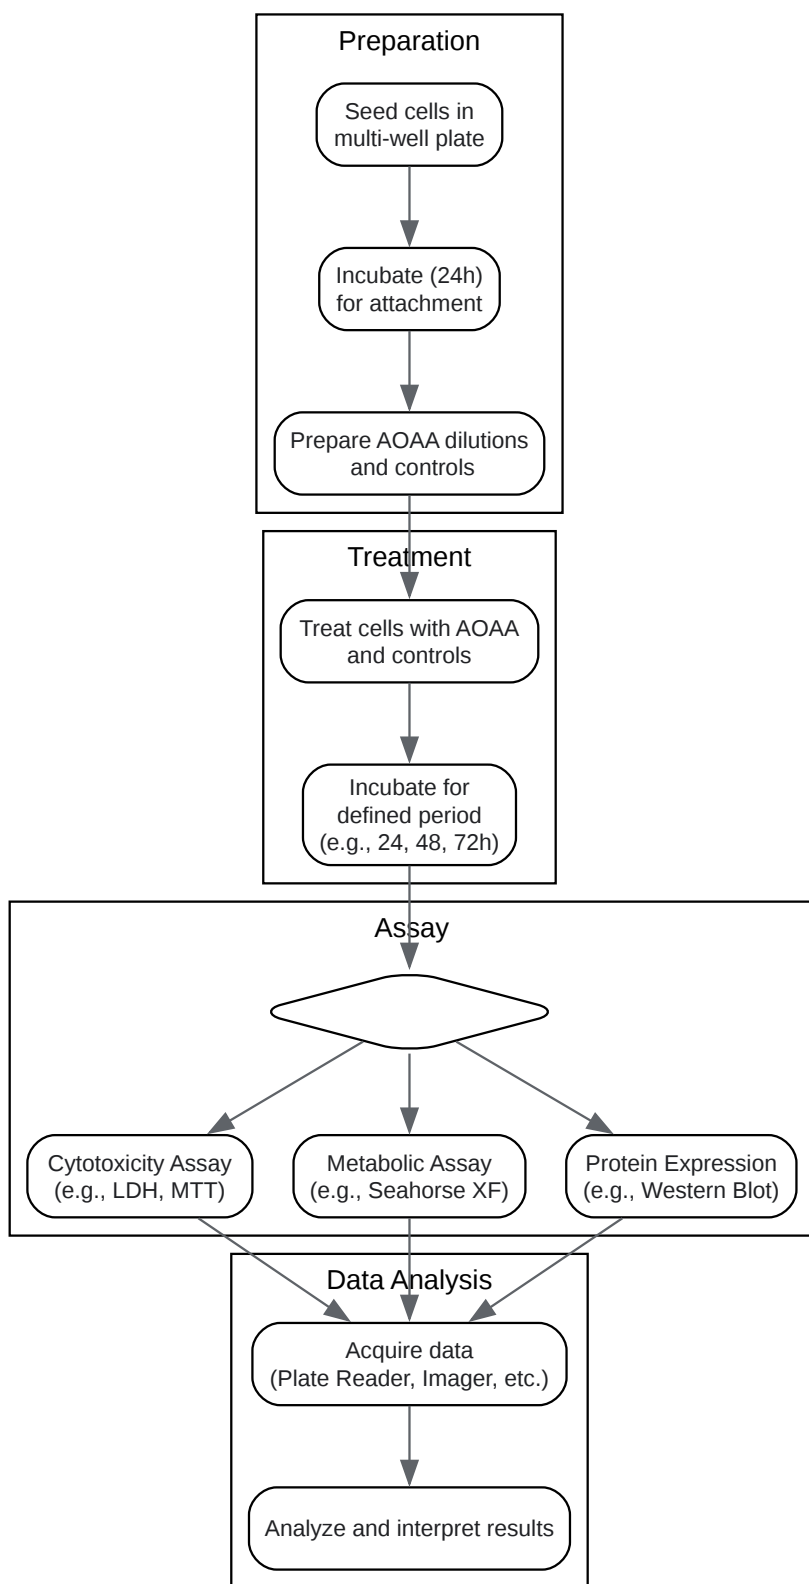 Preparation
Seed cells in
multi-well plate
Incubate (24h)
for attachment
Prepare AOAA dilutions
and controls
Treatment
Treat cells with AOAA
and controls
Incubate for
defined period
(e.g., 24, 48, 72h)
Assay
Cytotoxicity Assay
(e.g., LDH, MTT)
Metabolic Assay
(e.g., Seahorse XF)
Protein Expression
(e.g., Western Blot)
Data Analysis
Acquire data
(Plate Reader, Imager, etc.)
Analyze and interpret results